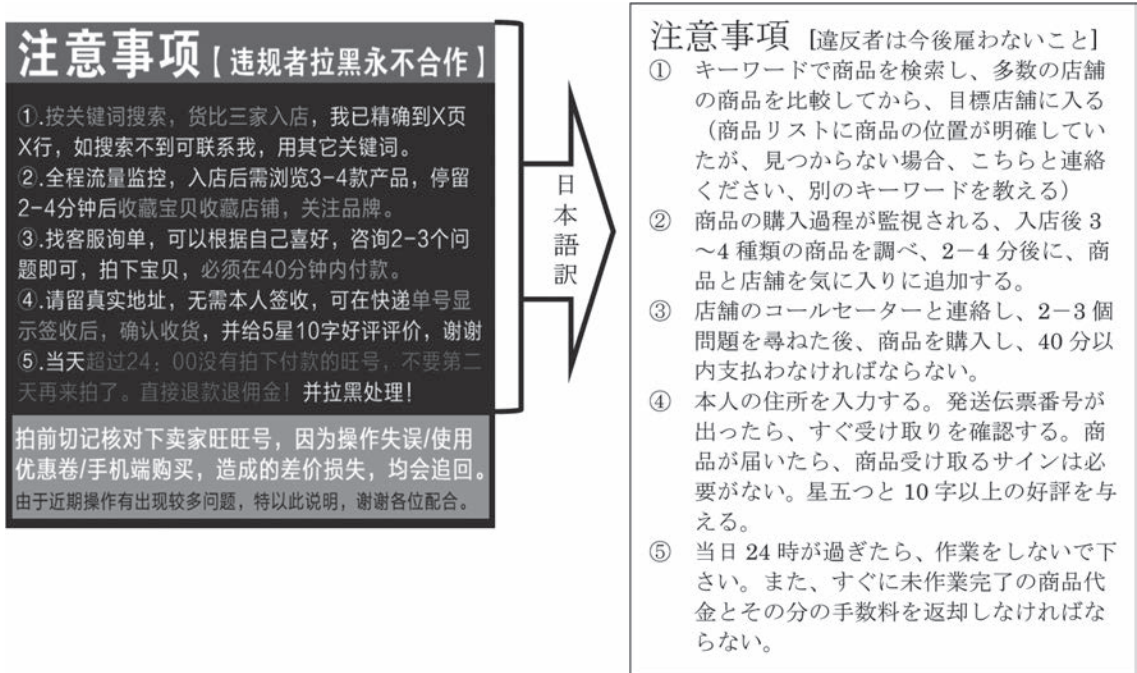 注意事项【违规者拉黑永不合作】
①.按关键词搜索，货比三家入店，我已精确到X页
X行，如搜索不到可联系我，用其它关键词。
②.全程流量监控，入店后需浏览3-4款产品，停留
2-4分钟后收藏宝贝收藏店铺，关注品牌。
③.找客服询单，可以根据自己喜好，咨询2-3个问
题即可，拍下宝贝，必须在40分钟内付款。
④.请留真实地址，无需本人签收，可在快递单号显
示签收后，确认收货，并给5星10字好评评价，谢谢
⑤.当天超过24：00没有拍下付款的旺号，不要第二
天再来拍了。直接退款退佣金！并拉黑处理！
拍前切记核对下卖家旺旺号，因为操作失误/使用
优惠卷/手机端购买，造成的差价损失，均会追回。
由于近期操作有出现较多问题，特以此说明，谢谢各位配合。
日本語訳
注意事項 [違反者は今後雇わないこと]
① キーワードで商品を検索し、多数の店舗
の商品を比較してから、目標店舗に入る
（商品リストに商品の位置が明確してい
たが、見つからない場合、こちらと連絡
ください、別のキーワードを教える）
② 商品の購入過程が監視される、入店後 3
～4 種類の商品を調べ、2－4 分後に、商
品と店舗を気に入りに追加する。
③ 店舗のコールセーターと連絡し、2－3 個
問題を尋ねた後、商品を購入し、40 分以
内支払わなければならない。
④ 本人の住所を入力する。発送伝票番号が
出ったら、すぐ受け取りを確認する。商
品が届いたら、商品受け取るサインは必
要がない。星五つと 10 字以上の好評を与
える。
⑤ 当日 24 時が過ぎたら、作業をしないで下
さい。また、すぐに未作業完了の商品代
金とその分の手数料を返却しなければな
らない。